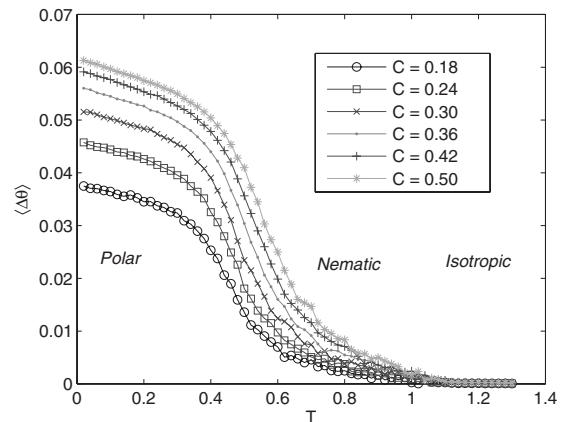 0.07
0.06
0.05
0.04
0.03
0.02
0.01
0
⟨Δθ⟩
C = 0.18
C = 0.24
C = 0.30
C = 0.36
C = 0.42
C = 0.50
Polar
Nematic
Isotropic
0 0.2 0.4 0.6 0.8 1 1.2 1.4
T